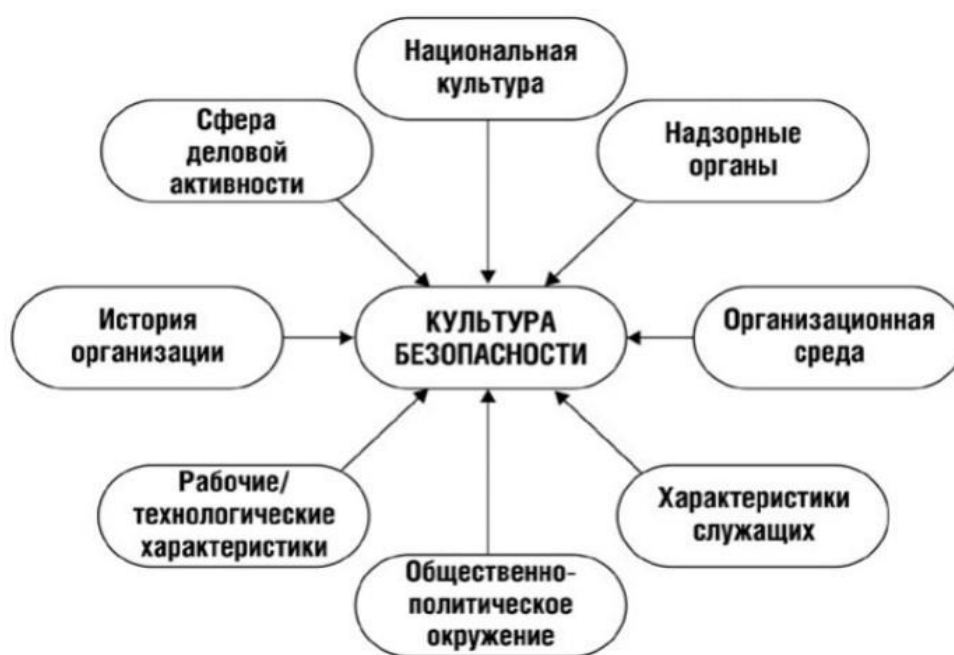 Национальная
культура
Сфера
деловой
активности
Надзорные
органы
История
организации
КУЛЬТУРА
БЕЗОПАСНОСТИ
Организационная
среда
Рабочие/
технологические
характеристики
Общественно-
политическое
окружение
Характеристики
служащих